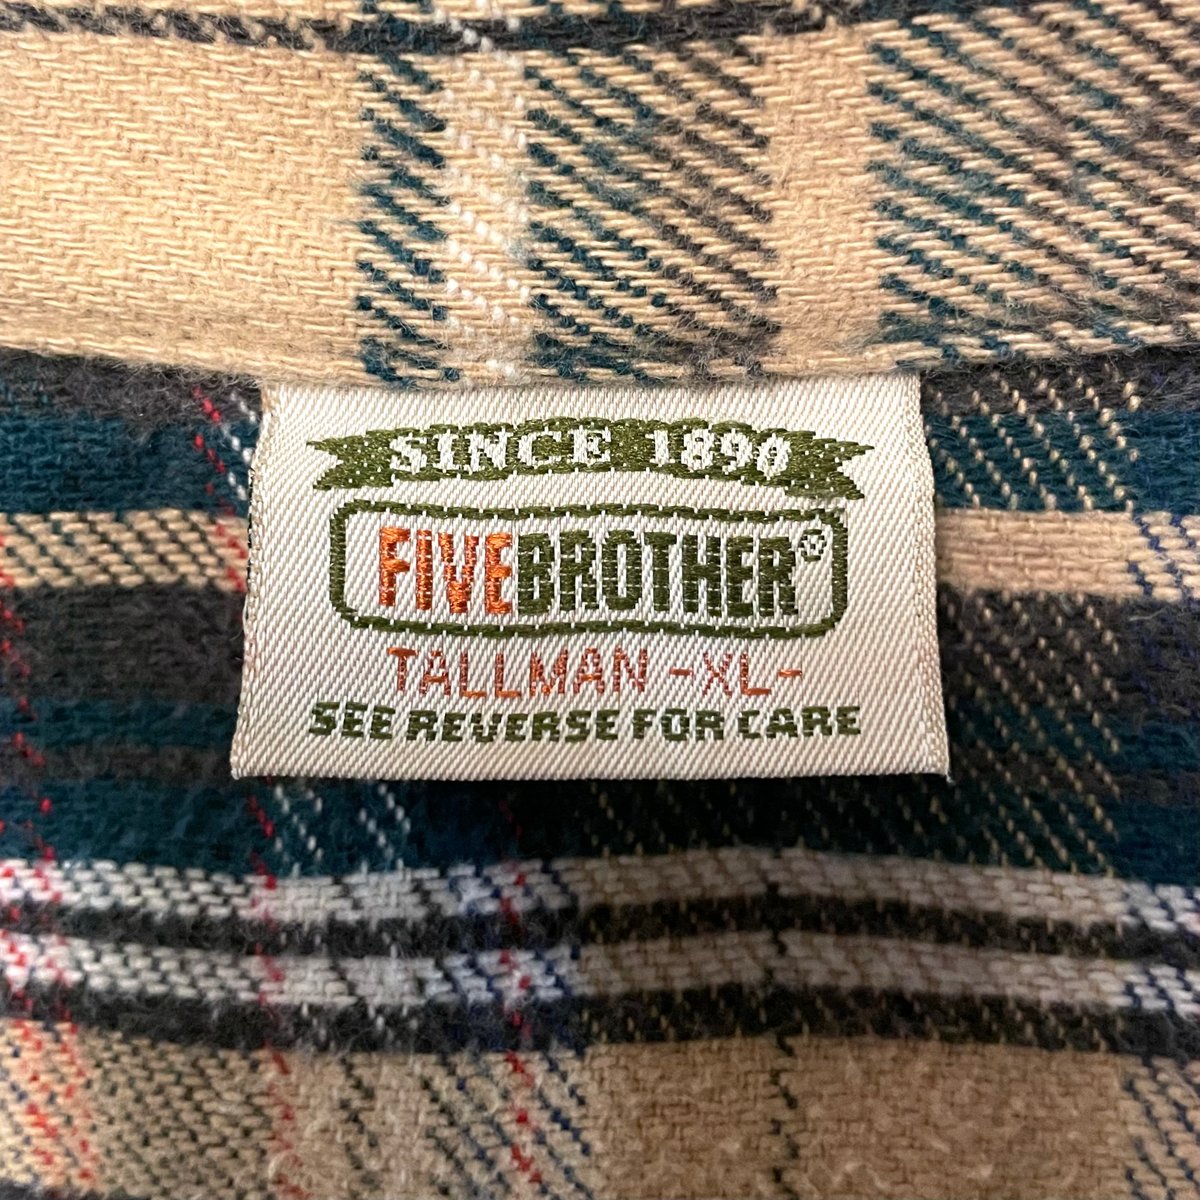 SINCE 1890
FIVEBROTHER®
TALLMAN -XL-
SEE REVERSE FOR CARE